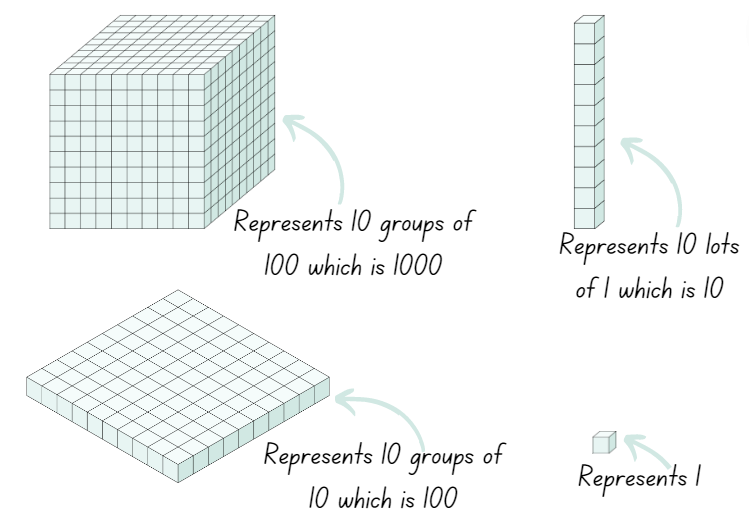 Represents 10 groups of
100 which is 1000
Represents 10 lots
of 1 which is 10
Represents 10 groups of
10 which is 100
Represents 1